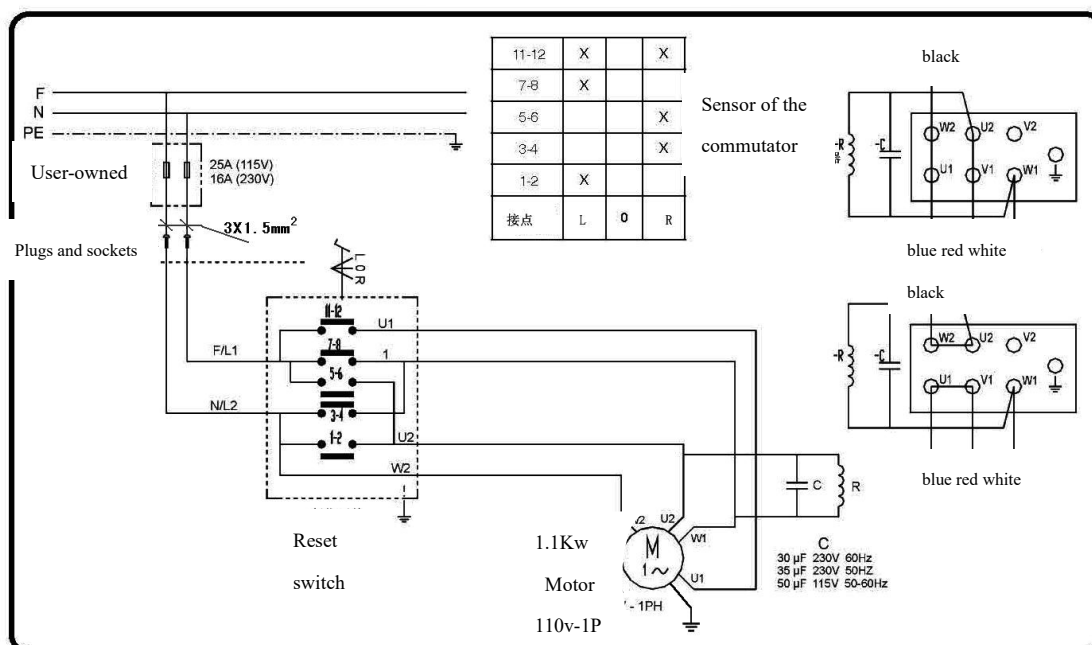 11-12 X X
7-8 X
5-6 X
3-4 X
1-2 X
接点 L 0 R
Sensor of the
commutator
F
N
PE
User-owned
25A (115V)
16A (230V)
Plugs and sockets
3X1.5mm²
L O R
11-12
7-8
5-6
3-4
1-2
F/L1
N/L2
U1
1
U2
W2
Reset
switch
1.1Kw
Motor
110v-1P
U2
W1
U1
M
1~
- 1PH
C
R
C
30 µF 230V 60Hz
35 µF 230V 50HZ
50 µF 115V 50-60Hz
black
-R
-C
W2 U2 V2
U1 V1 W1
blue red white
black
-R
-C
W2 U2 V2
U1 V1 W1
blue red white